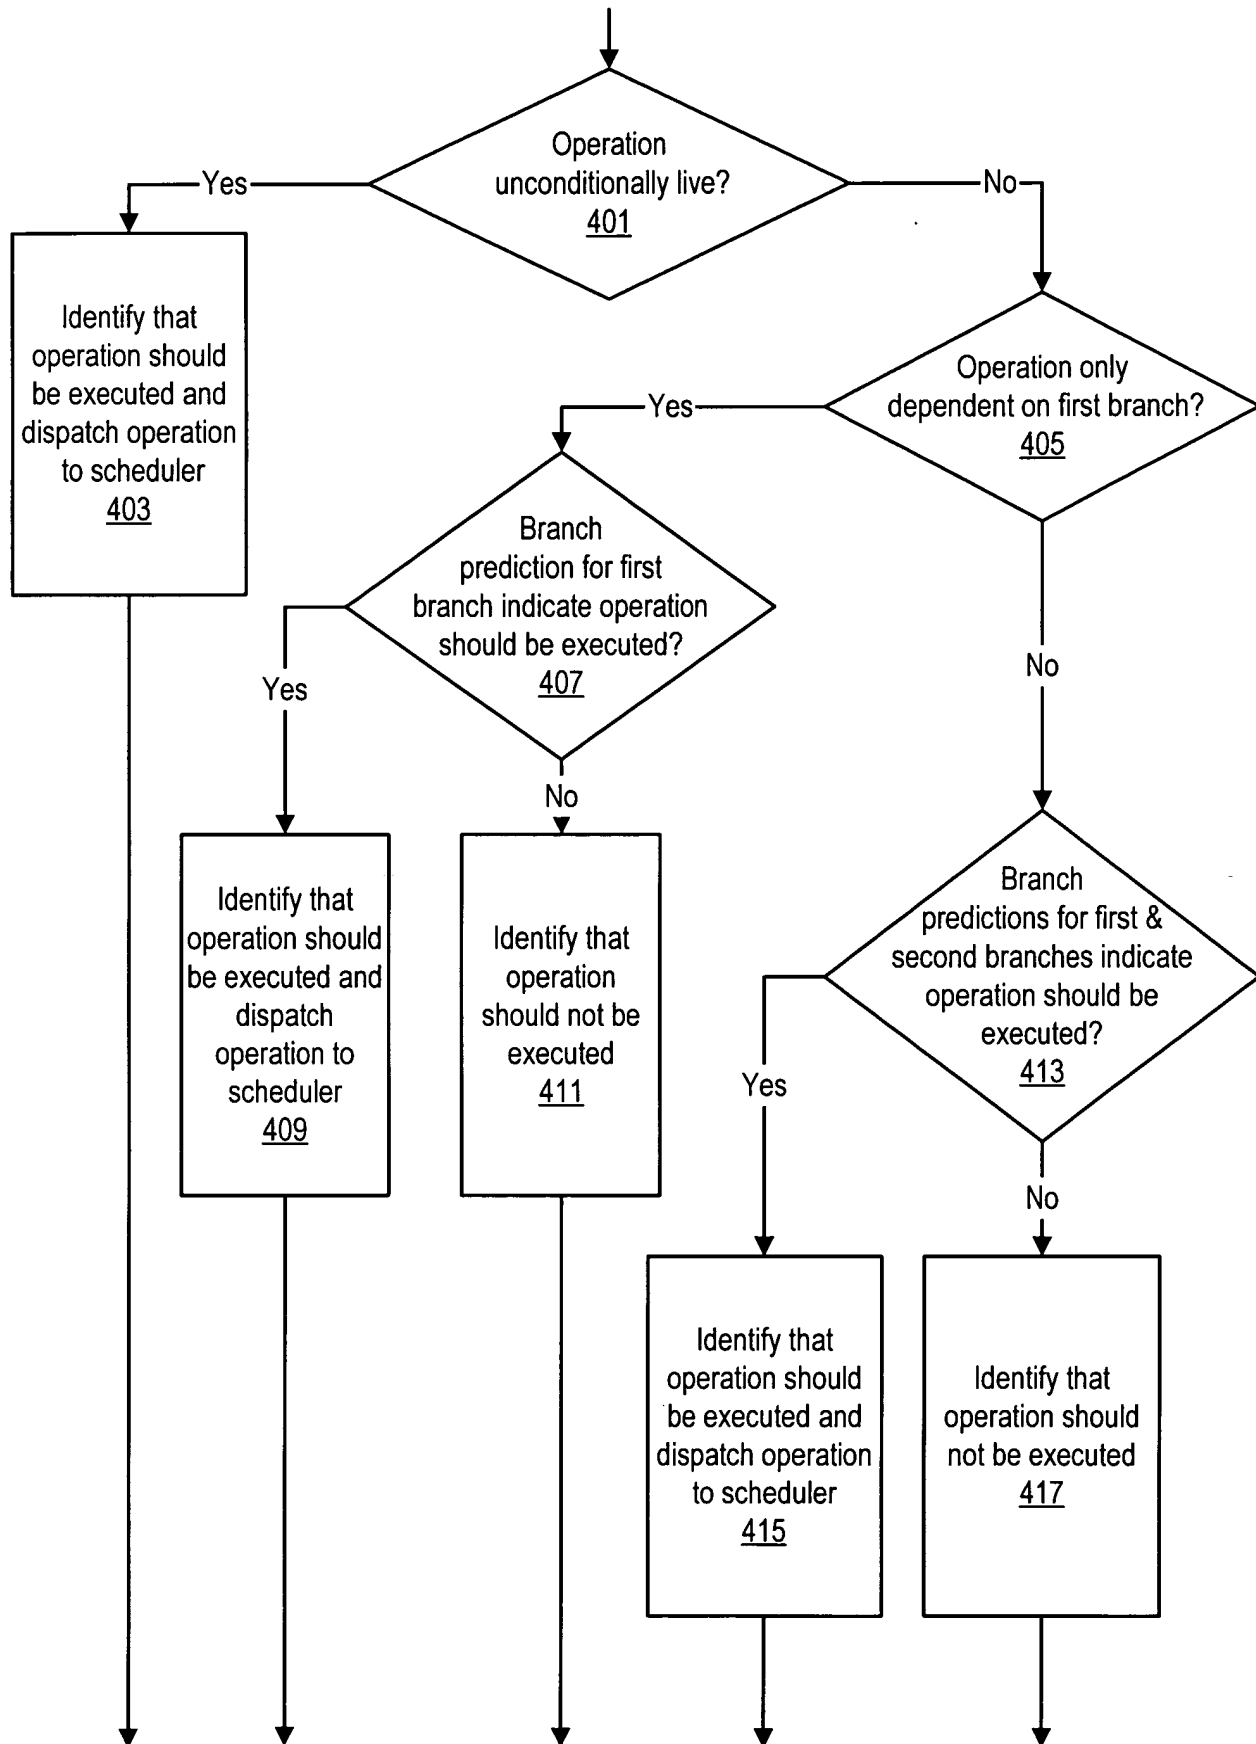 Operation
unconditionally live?
401
Yes
No
Identify that
operation should
be executed and
dispatch operation
to scheduler
403
Operation only
dependent on first branch?
405
Yes
No
Branch
prediction for first
branch indicate operation
should be executed?
407
Yes
No
Identify that
operation should
be executed and
dispatch
operation to
scheduler
409
Identify that
operation
should not be
executed
411
Branch
predictions for first &
second branches indicate
operation should be
executed?
413
Yes
No
Identify that
operation should
be executed and
dispatch operation
to scheduler
415
Identify that
operation should
not be executed
417